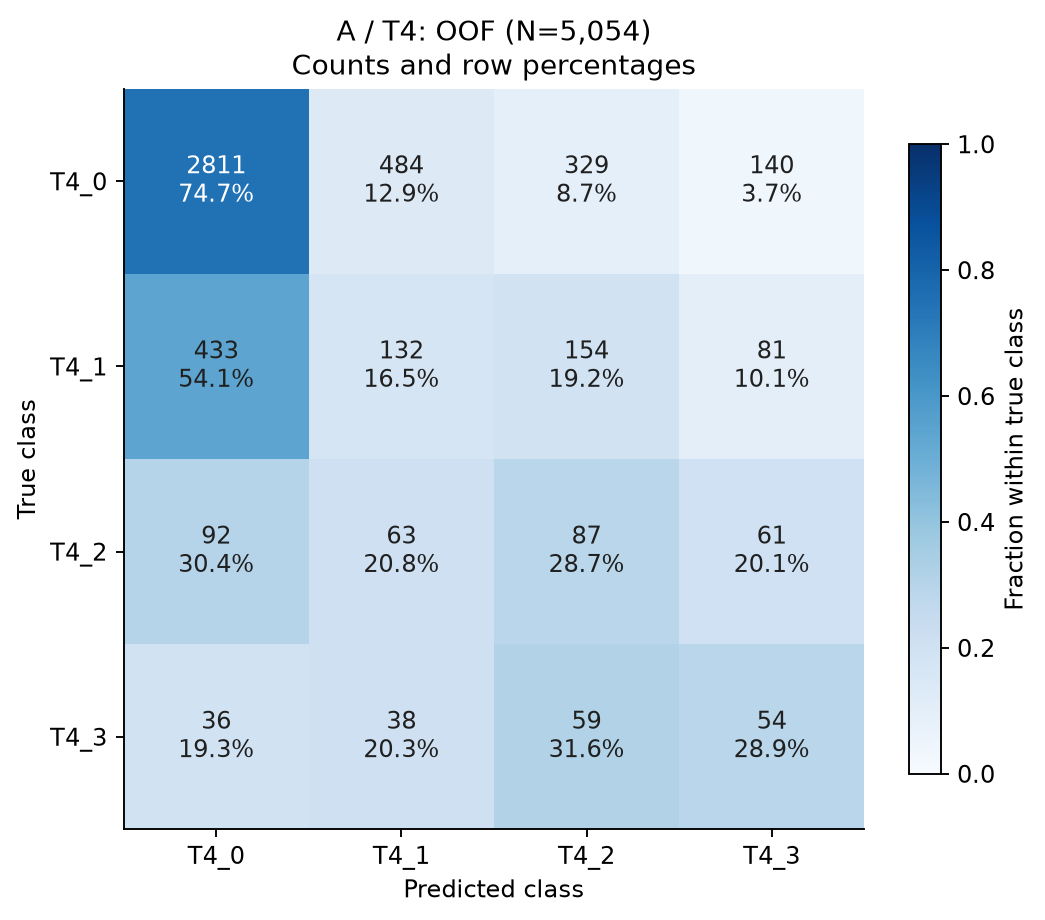 A / T4: OOF (N=5,054)
Counts and row percentages
True class
T4_0
2811
74.7%
484
12.9%
329
8.7%
140
3.7%
T4_1
433
54.1%
132
16.5%
154
19.2%
81
10.1%
T4_2
92
30.4%
63
20.8%
87
28.7%
61
20.1%
T4_3
36
19.3%
38
20.3%
59
31.6%
54
28.9%
T4_0
T4_1
T4_2
T4_3
Predicted class
1.0
0.8
0.6
0.4
0.2
0.0
Fraction within true class